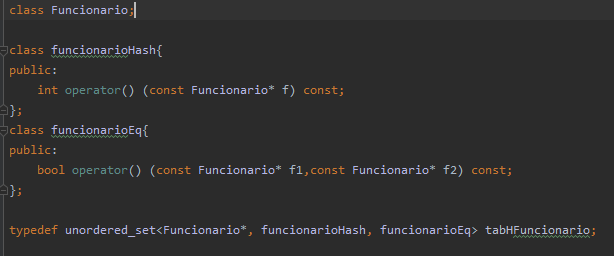 class Funcionario;
class funcionarioHash{
public:
int operator() (const Funcionario* f) const;
};
class funcionarioEq{
public:
bool operator() (const Funcionario* f1,const Funcionario* f2) const;
};
typedef unordered_set<Funcionario*, funcionarioHash, funcionarioEq> tabHFuncionario;